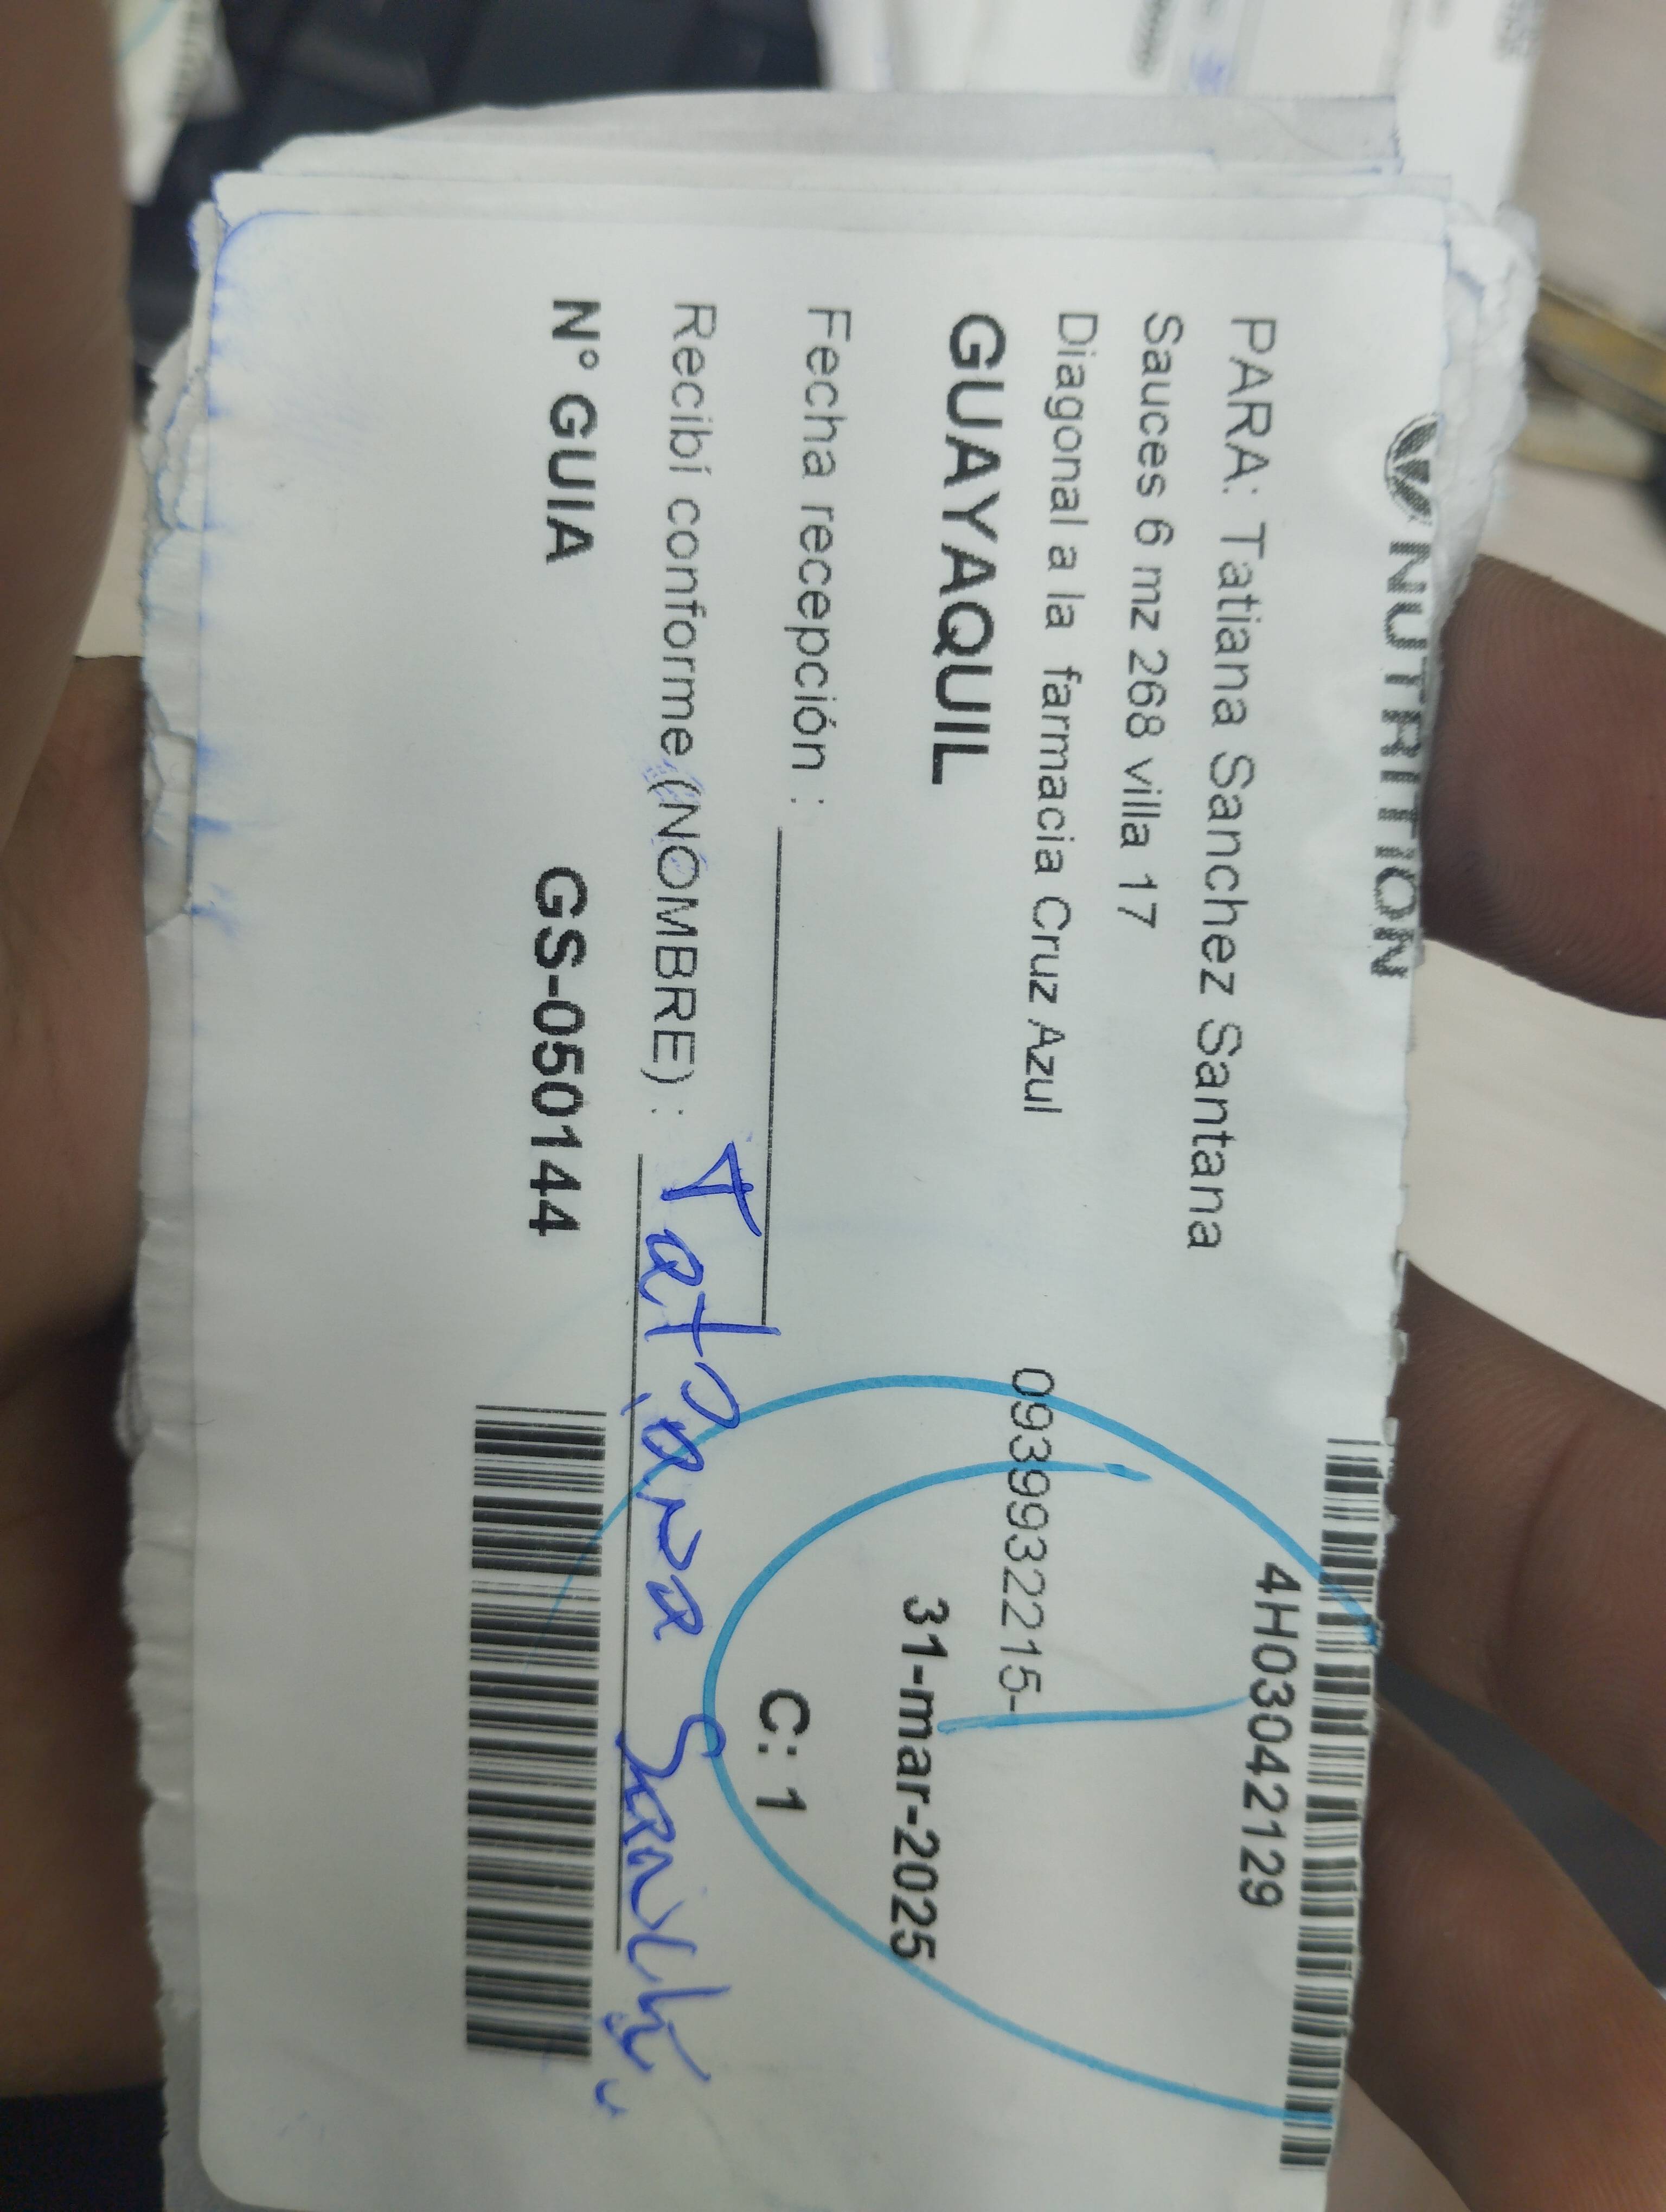 NUTRITION
4H03042129
PARA: Tatiana Sanchez Santana
Sauces 6 mz 268 villa 17
Diagonal a la farmacia Cruz Azul 0939932215-
GUAYAQUIL 31-mar-2025
Fecha recepción :
C: 1
Recibí conforme (NOMBRE) : Tatiana
N° GUIA GS-050144